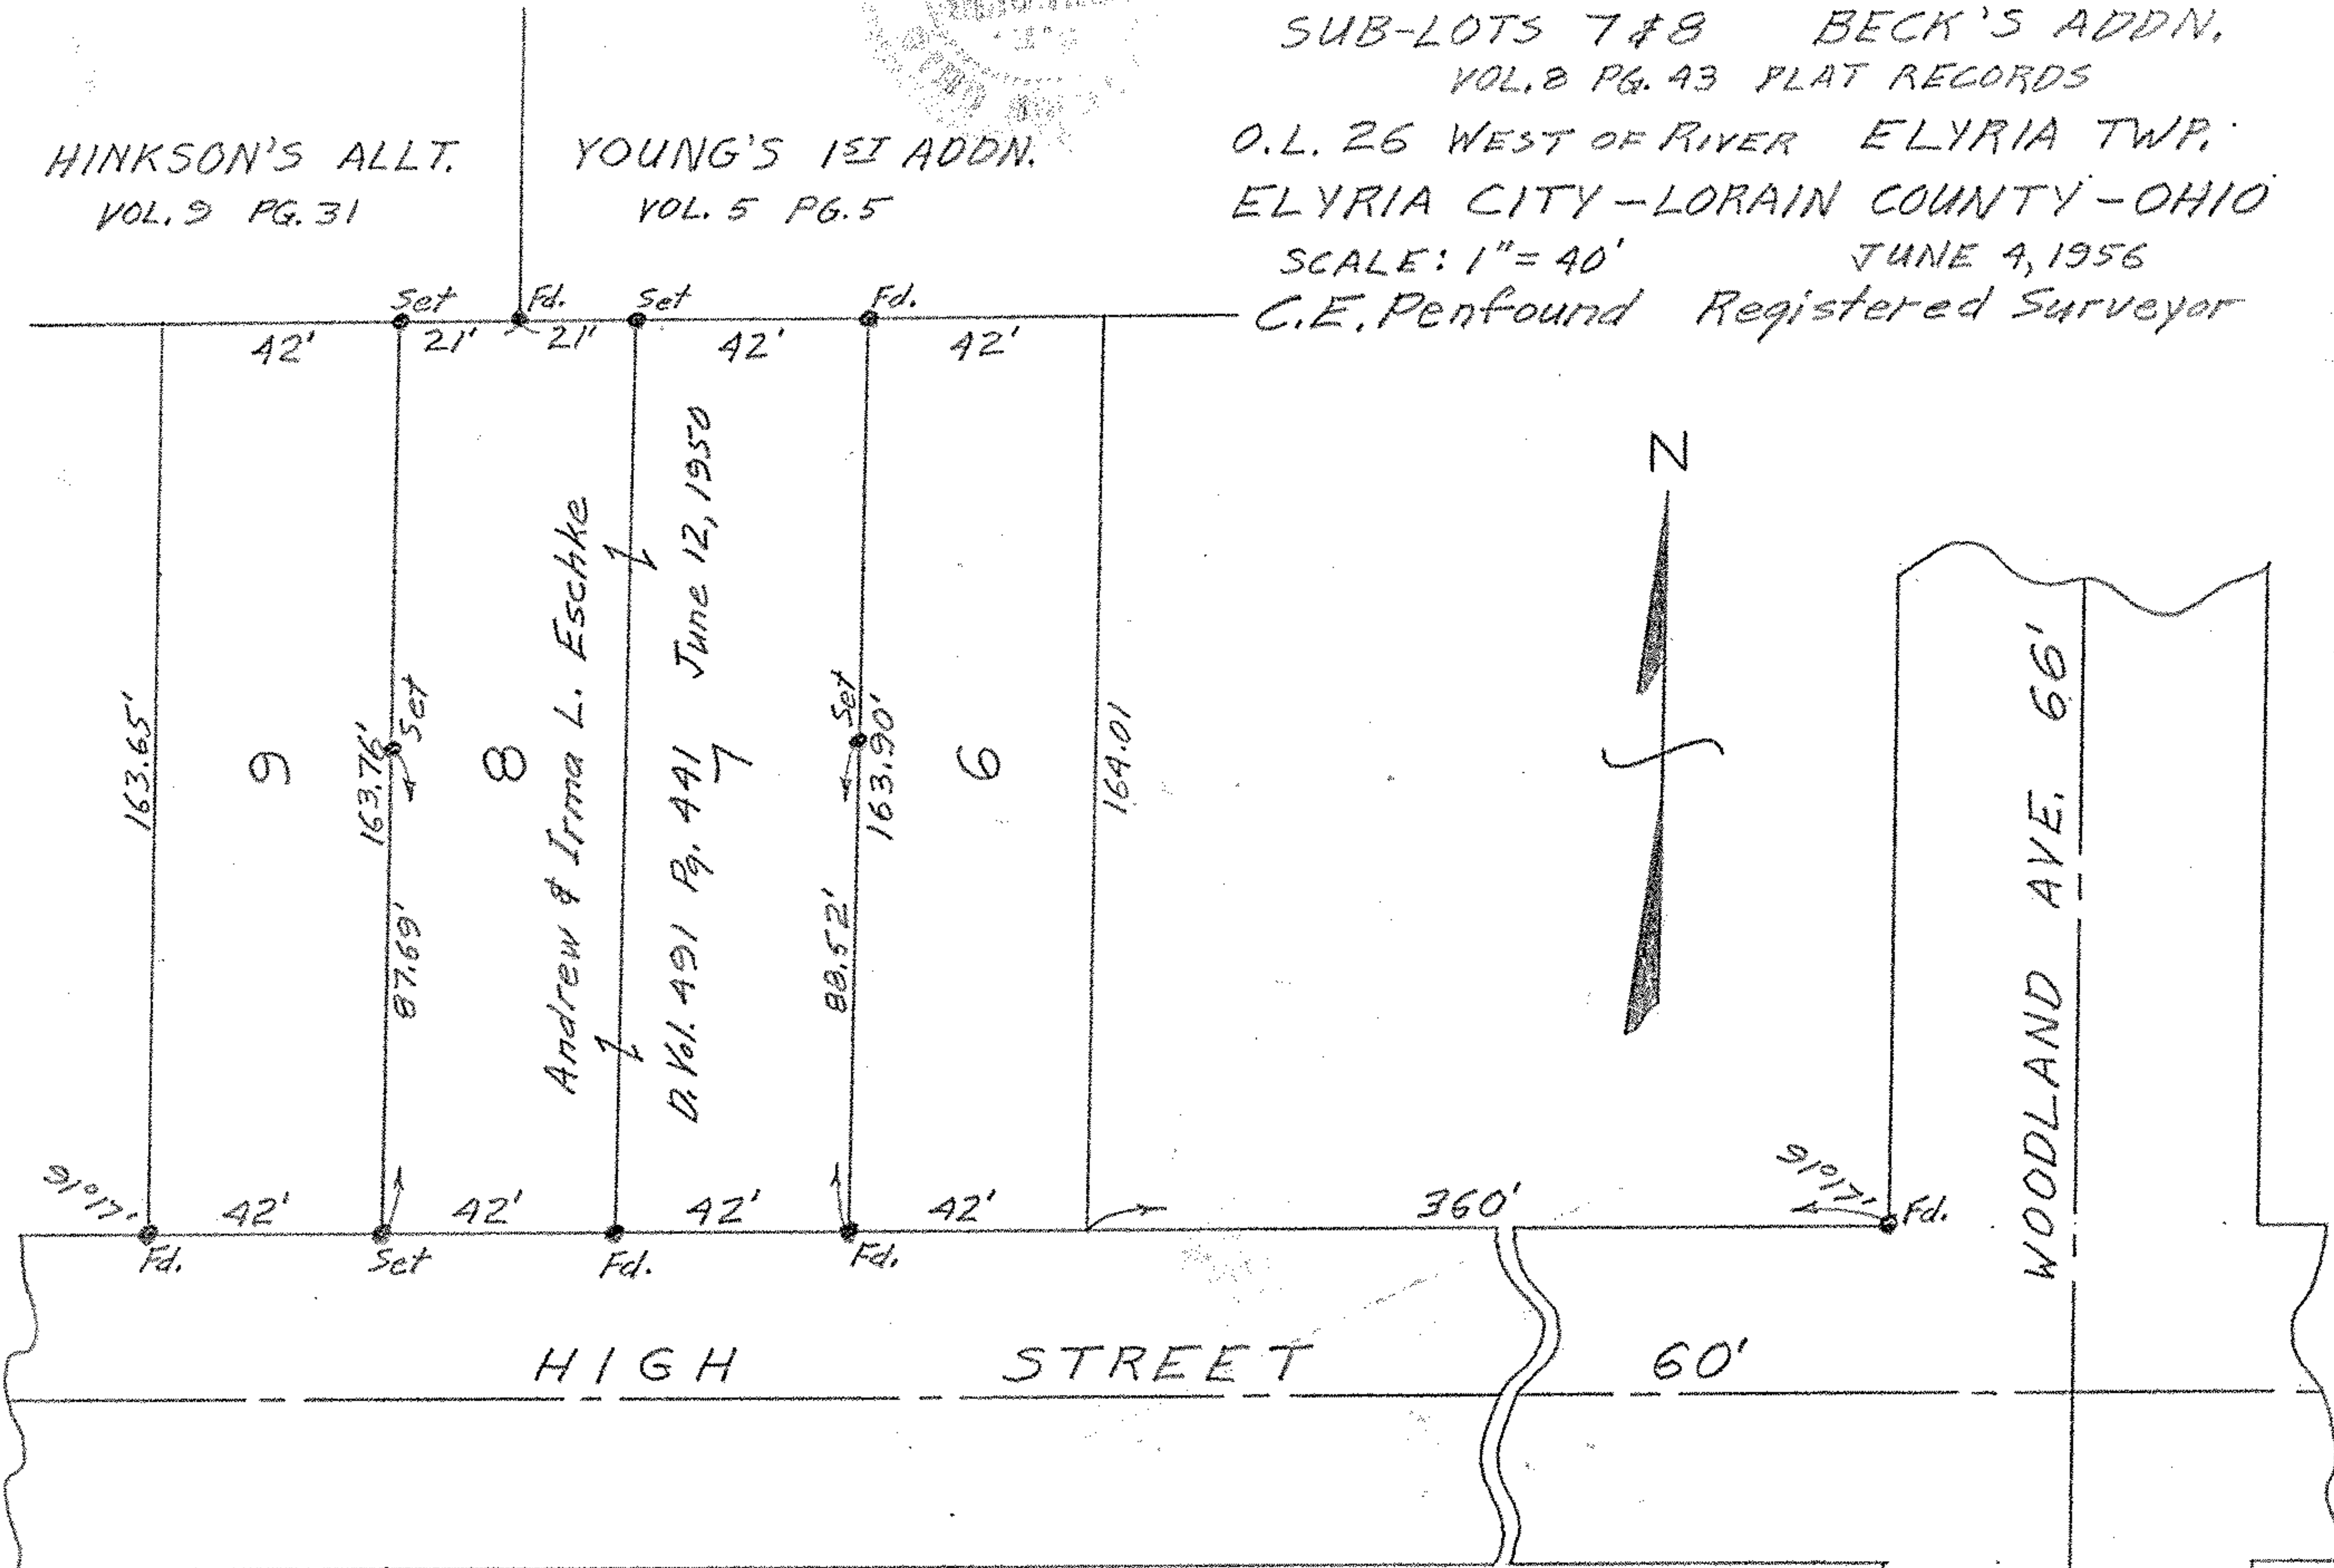 SUB-LOTS 7 & 8 BECK'S ADDN.
VOL. 8 PG. 43 PLAT RECORDS
O.L. 26 WEST OF RIVER ELYRIA TWP.
ELYRIA CITY - LORAIN COUNTY - OHIO
SCALE: 1" = 40' JUNE 4, 1956
C.E. Penfound Registered Surveyor
HINKSON'S ALLT.
VOL. 9 PG. 31
YOUNG'S 1ST ADDN.
VOL. 5 PG. 5
Set Fd. Set Fd.
42' 21' 21' 42' 42'
N
163.65'
9
163.76'
Set
87.69'
8
Andrew & Irma L. Eschke
D. Vol. 491 Pg. 441 June 12, 1950
7
Set
163.90'
88.52'
6
164.01
WOODLAND AVE. 66'
91°17'
42' 42' 42' 42' 360'
91°17'
Fd.
Fd. Set Fd. Fd.
HIGH STREET 60'